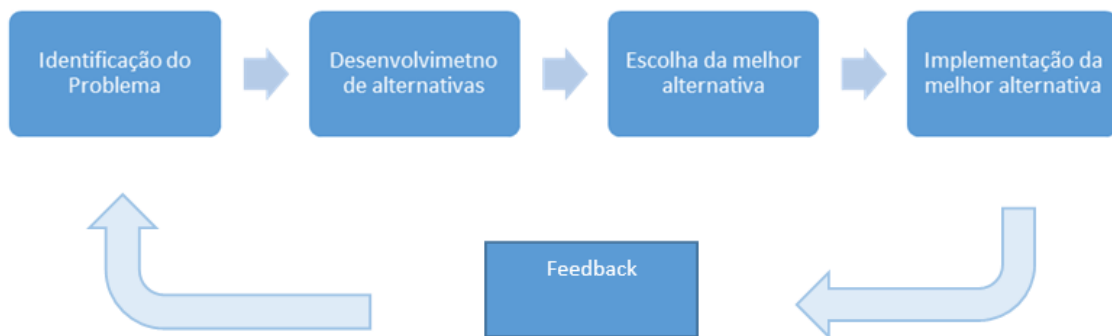 Identificação do
Problema
Desenvolvimetno
de alternativas
Escolha da melhor
alternativa
Implementação da
melhor alternativa
Feedback